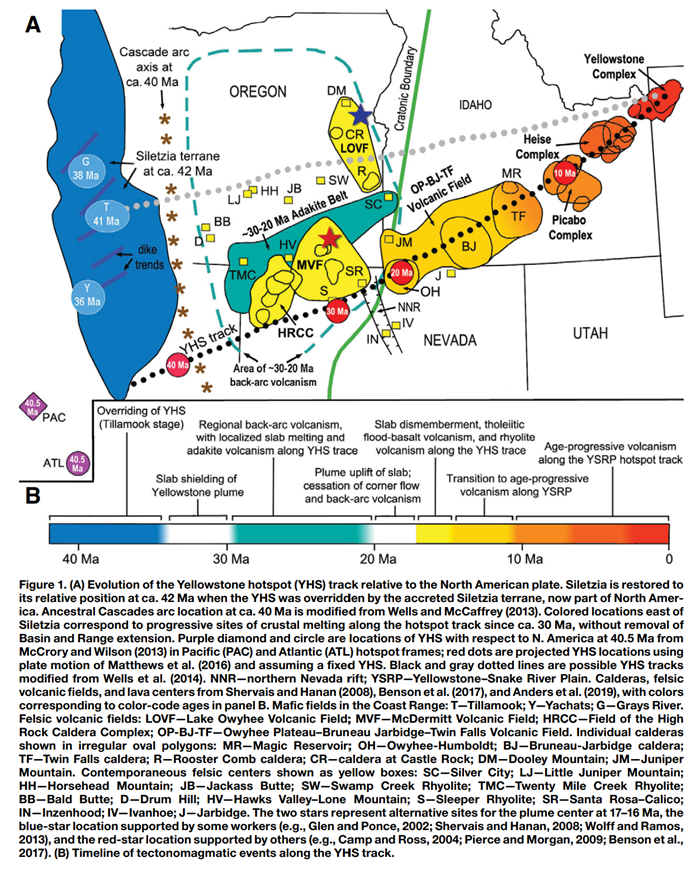 A
Cascade arc
axis at
ca. 40 Ma
OREGON
DM
Cratonic Boundary
IDAHO
Yellowstone
Complex
G
38 Ma
Siletzia terrane
at ca. 42 Ma
CR
LOVF
R
Heise
Complex
T
41 Ma
LJ
HH
JB
SW
SC
OP-BJ-TF
Volcanic Field
MR
10 Ma
Picabo
Complex
BB
D
~30-20 Ma Adakite Belt
TF
dike
trends
HV
JM
BJ
Y
36 Ma
TMC
MVF
SR
S
20 Ma
OH
J
HRCC
30 Ma
NNR
IV
IN
NEVADA
UTAH
YHS track
40 Ma
Area of ~30-20 Ma
back-arc volcanism
40.5
Ma
PAC
ATL
40.5
Ma
Overriding of YHS
(Tillamook stage)
Regional back-arc volcanism,
with localized slab melting and
adakite volcanism along YHS trace
Slab dismemberment, tholeiitic
flood-basalt volcanism, and rhyolite
volcanism along the YHS trace
Age-progressive volcanism
along the YSRP hotspot track
B
Slab shielding of
Yellowstone plume
Plume uplift of slab;
cessation of corner flow
and back-arc volcanism
Transition to age-progressive
volcanism along YSRP
40 Ma
30 Ma
20 Ma
10 Ma
0
Figure 1. (A) Evolution of the Yellowstone hotspot (YHS) track relative to the North American plate. Siletzia is restored to
its relative position at ca. 42 Ma when the YHS was overridden by the accreted Siletzia terrane, now part of North Amer-
ica. Ancestral Cascades arc location at ca. 40 Ma is modified from Wells and McCaffrey (2013). Colored locations east of
Siletzia correspond to progressive sites of crustal melting along the hotspot track since ca. 30 Ma, without removal of
Basin and Range extension. Purple diamond and circle are locations of YHS with respect to N. America at 40.5 Ma from
McCrory and Wilson (2013) in Pacific (PAC) and Atlantic (ATL) hotspot frames; red dots are projected YHS locations using
plate motion of Matthews et al. (2016) and assuming a fixed YHS. Black and gray dotted lines are possible YHS tracks
modified from Wells et al. (2014). NNR—northern Nevada rift; YSRP—Yellowstone–Snake River Plain. Calderas, felsic
volcanic fields, and lava centers from Shervais and Hanan (2008), Benson et al. (2017), and Anders et al. (2019), with colors
corresponding to color-code ages in panel B. Mafic fields in the Coast Range: T—Tillamook; Y—Yachats; G—Grays River.
Felsic volcanic fields: LOVF—Lake Owyhee Volcanic Field; MVF—McDermitt Volcanic Field; HRCC—Field of the High
Rock Caldera Complex; OP-BJ-TF—Owyhee Plateau–Bruneau Jarbidge–Twin Falls Volcanic Field. Individual calderas
shown in irregular oval polygons: MR—Magic Reservoir; OH—Owyhee-Humboldt; BJ—Bruneau-Jarbidge caldera;
TF—Twin Falls caldera; R—Rooster Comb caldera; CR—caldera at Castle Rock; DM—Dooley Mountain; JM—Juniper
Mountain. Contemporaneous felsic centers shown as yellow boxes: SC—Silver City; LJ—Little Juniper Mountain;
HH—Horsehead Mountain; JB—Jackass Butte; SW—Swamp Creek Rhyolite; TMC—Twenty Mile Creek Rhyolite;
BB—Bald Butte; D—Drum Hill; HV—Hawks Valley–Lone Mountain; S—Sleeper Rhyolite; SR—Santa Rosa–Calico;
IN—Inzenhood; IV—Ivanhoe; J—Jarbidge. The two stars represent alternative sites for the plume center at 17–16 Ma, the
blue-star location supported by some workers (e.g., Glen and Ponce, 2002; Shervais and Hanan, 2008; Wolff and Ramos,
2013), and the red-star location supported by others (e.g., Camp and Ross, 2004; Pierce and Morgan, 2009; Benson et al.,
2017). (B) Timeline of tectonomagmatic events along the YHS track.